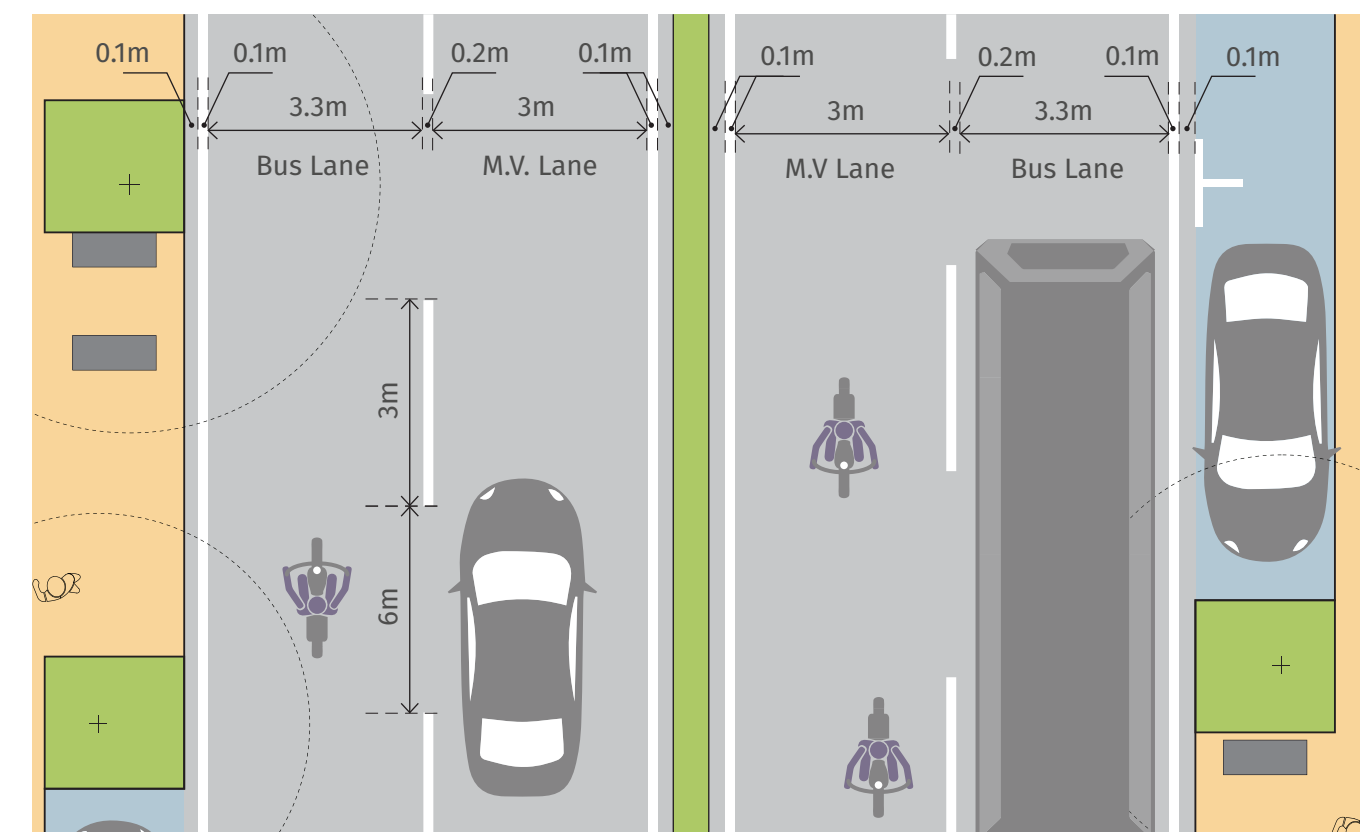 0.1m 0.1m 0.2m 0.1m 0.1m 0.2m 0.1m 0.1m
3.3m 3m 3m 3.3m
Bus Lane M.V. Lane M.V Lane Bus Lane
3m
6m